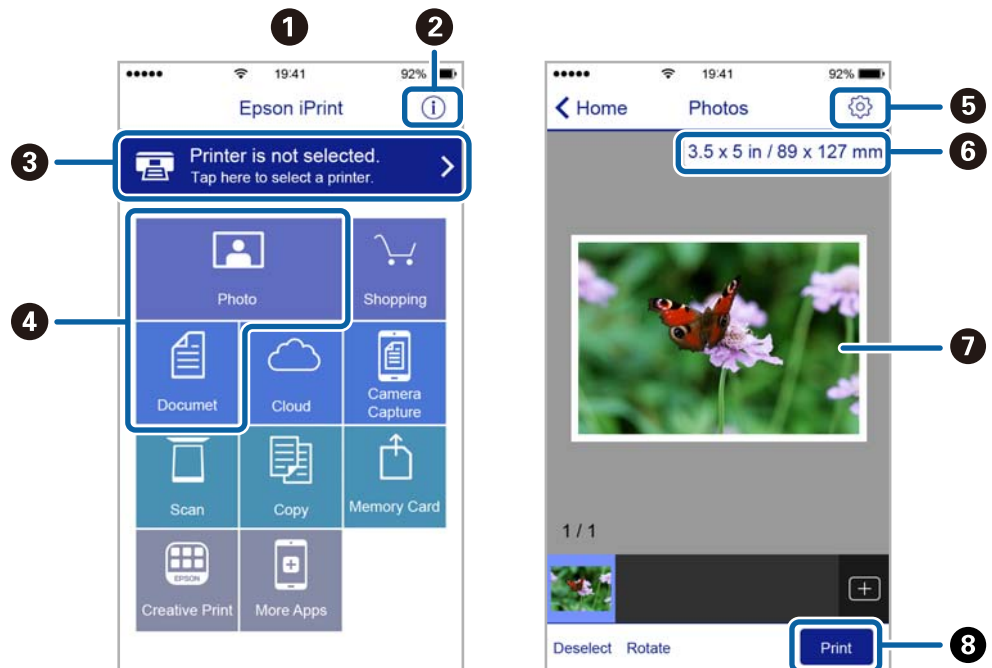 1
2
19:41
92%
Epson iPrint
3
Printer is not selected.
Tap here to select a printer.
4
Photo
Shopping
Documet
Cloud
Camera
Capture
Scan
Copy
Memory Card
EPSON
Creative Print
More Apps
19:41
92%
Home
Photos
5
3.5 x 5 in / 89 x 127 mm
6
7
1 / 1
Deselect
Rotate
Print
8